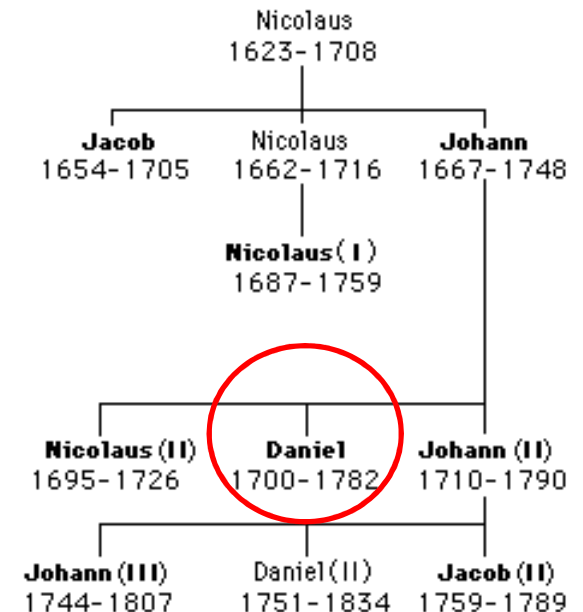 Nicolaus
1623-1708
Jacob Nicolaus Johann
1654-1705 1662-1716 1667-1748
Nicolaus(I)
1687-1759
Nicolaus (II) Daniel Johann (II)
1695-1726 1700-1782 1710-1790
Johann (III) Daniel(II) Jacob (II)
1744-1807 1751-1834 1759-1789